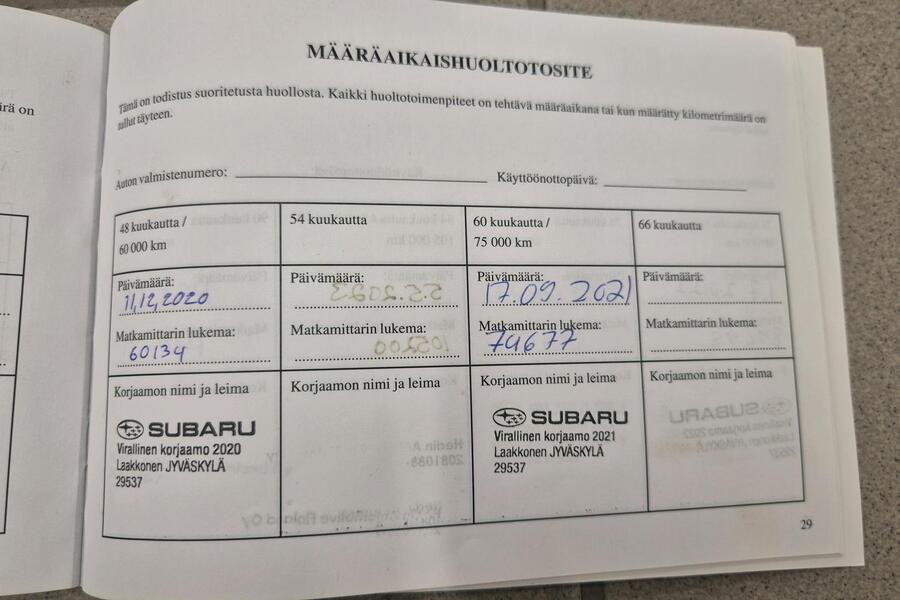 irä on
MÄÄRÄAIKAISHUOLTOTOSITE
Tämä on todistus suoritetusta huollosta. Kaikki huoltotoimenpiteet on tehtävä määräaikana tai kun määrätty kilometrimäärä on
tullut täyteen.
Auton valmistenumero:
Käyttöönottopäivä:
48 kuukautta /
60 000 km
Päivämäärä:
11,12,2020
Matkamittarin lukema:
60134
Korjaamon nimi ja leima
SUBARU
Virallinen korjaamo 2020
Laakkonen JYVÄSKYLÄ
29537
54 kuukautta
Päivämäärä:
Matkamittarin lukema:
Korjaamon nimi ja leima
60 kuukautta /
75 000 km
Päivämäärä:
17.09.2021
Matkamittarin lukema:
74677
Korjaamon nimi ja leima
SUBARU
Virallinen korjaamo 2021
Laakkonen JYVÄSKYLÄ
29537
66 kuukautta
Päivämäärä:
Matkamittarin lukema:
Korjaamon nimi ja leima
29